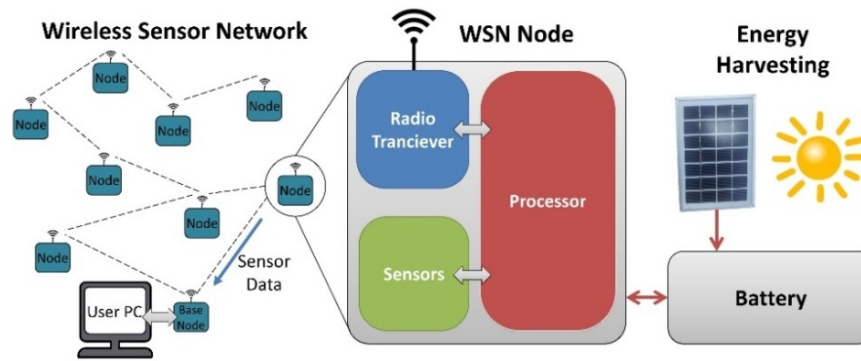 Wireless Sensor Network
Node
Node
Node
Node
Node
Node
Node
Node
Base
Node
User PC
Sensor
Data
WSN Node
Radio
Tranciever
Sensors
Processor
Energy
Harvesting
Battery